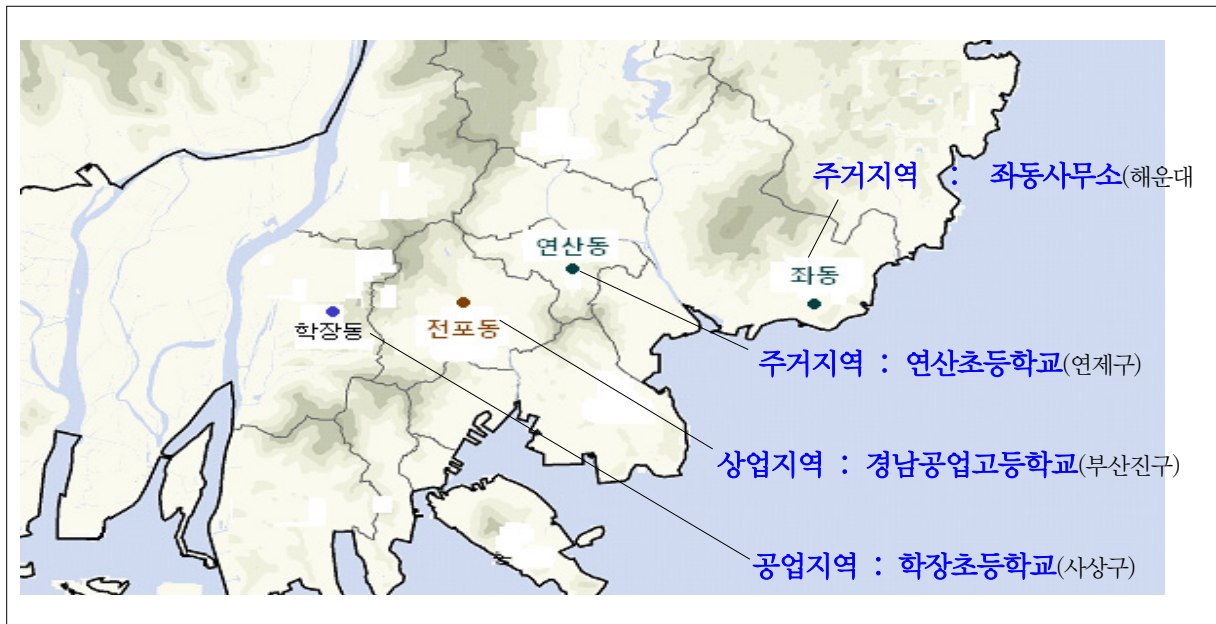 주거지역 : 좌동사무소(해운대
연산동
좌동
학장동
전포동
주거지역 : 연산초등학교(연제구)
상업지역 : 경남공업고등학교(부산진구)
공업지역 : 학장초등학교(사상구)